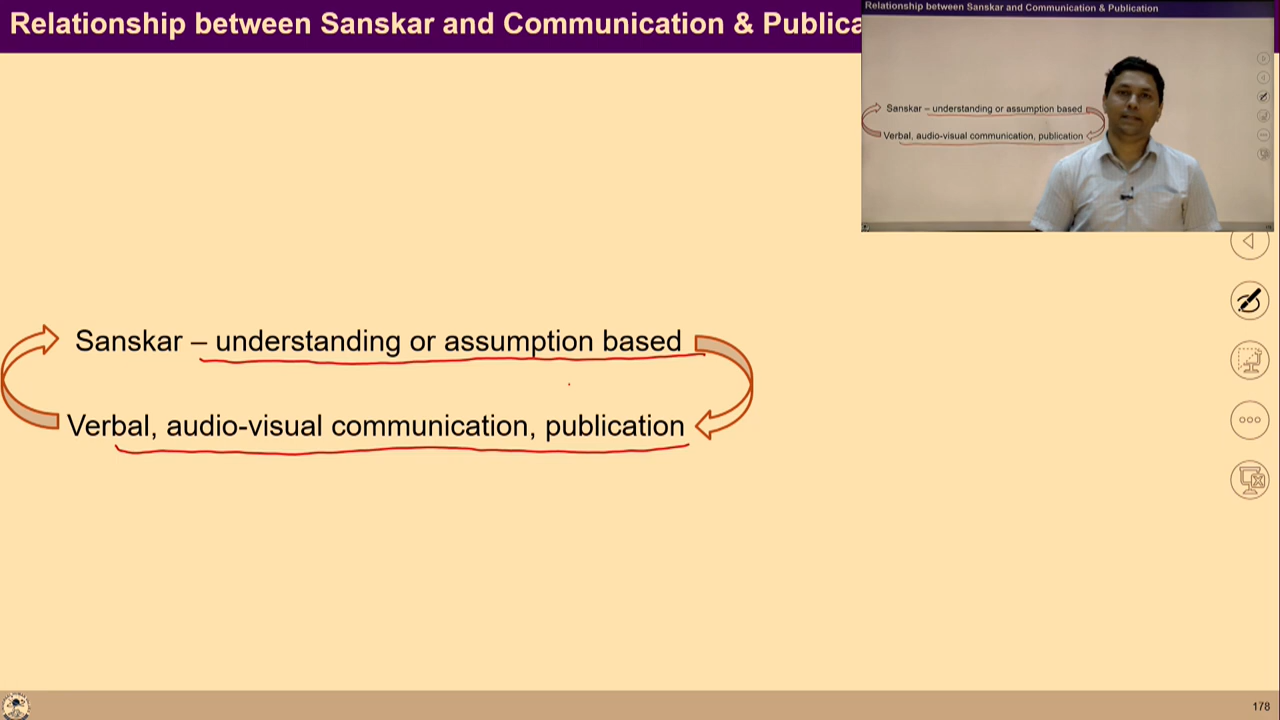 Relationship between Sanskar and Communication & Publica
Relationship between Sanskar and Communication & Publication
Sanskar – understanding or assumption based
Verbal, audio-visual communication, publication
Sanskar – understanding or assumption based
Verbal, audio-visual communication, publication
178